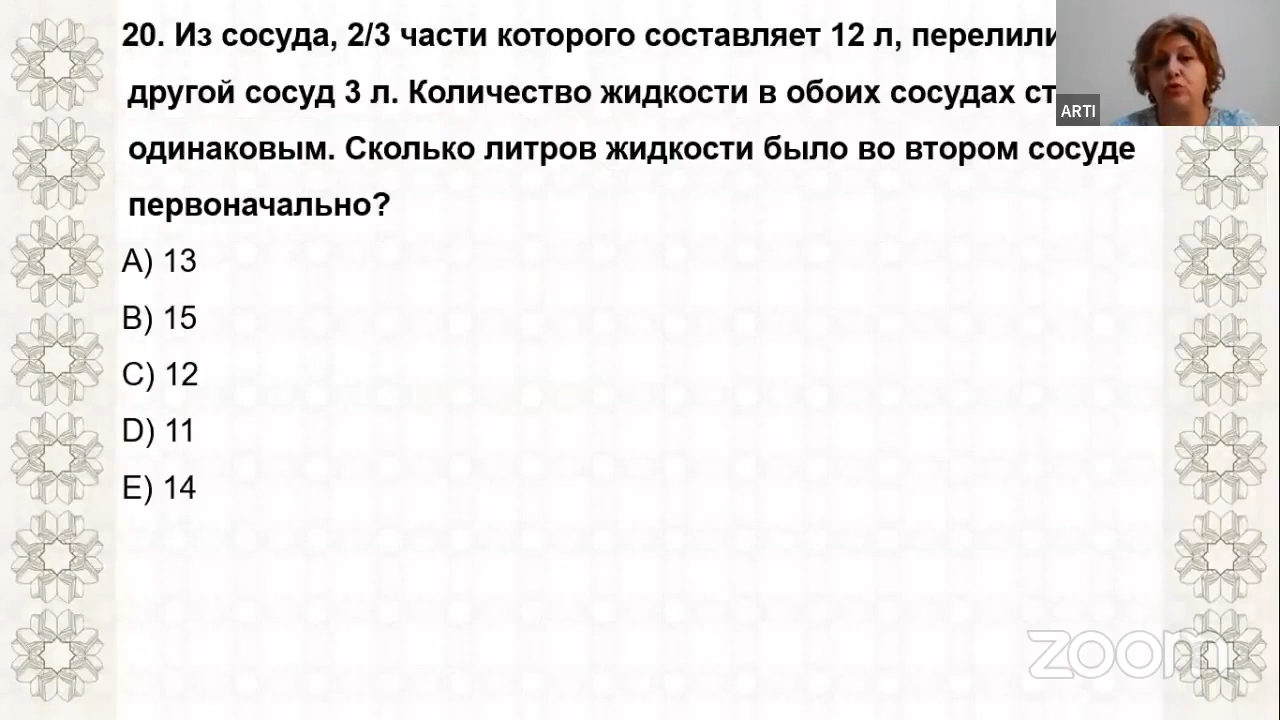 20. Из сосуда, 2/3 части которого составляет 12 л, перелили
другой сосуд 3 л. Количество жидкости в обоих сосудах
одинаковым. Сколько литров жидкости было во втором сосуде
первоначально?
A) 13
B) 15
C) 12
D) 11
E) 14
ARTI
zoom